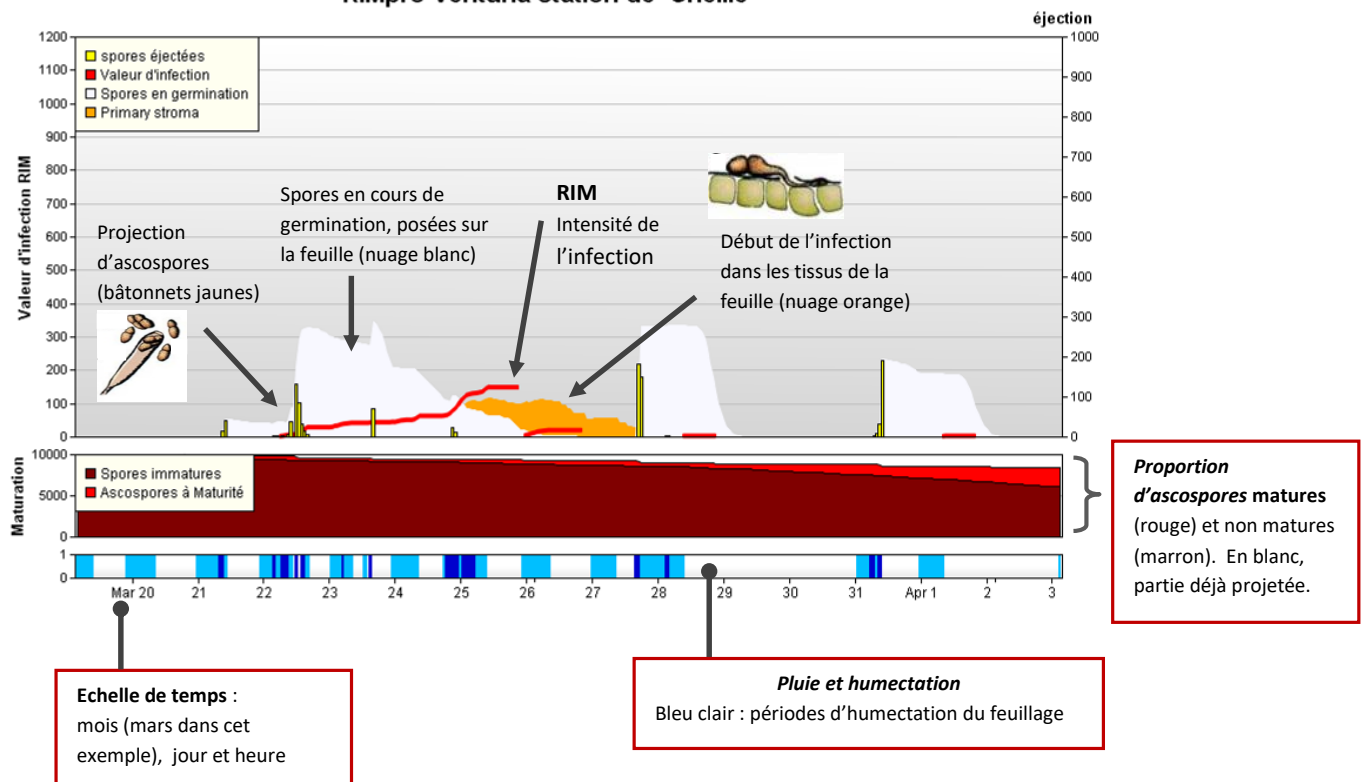 éjection
1200
1100
1000
900
800
700
600
500
400
300
200
100
0
Valeur d'infection RIM
spores éjectées
Valeur d'infection
Spores en germination
Primary stroma
1000
900
800
700
600
500
400
300
200
100
0
Projection
d'ascospores
(bâtonnets jaunes)
Spores en cours de
germination, posées sur
la feuille (nuage blanc)
RIM
Intensité de
l'infection
Début de l'infection
dans les tissus de la
feuille (nuage orange)
Maturation
10000
5000
0
Spores immatures
Ascospores à Maturité
1
0
Mar 20 21 22 23 24 25 26 27 28 29 30 31 Apr 1 2 3
Proportion
d'ascospores matures
(rouge) et non matures
(marron). En blanc,
partie déjà projetée.
Echelle de temps :
mois (mars dans cet
exemple), jour et heure
Pluie et humectation
Bleu clair : périodes d'humectation du feuillage